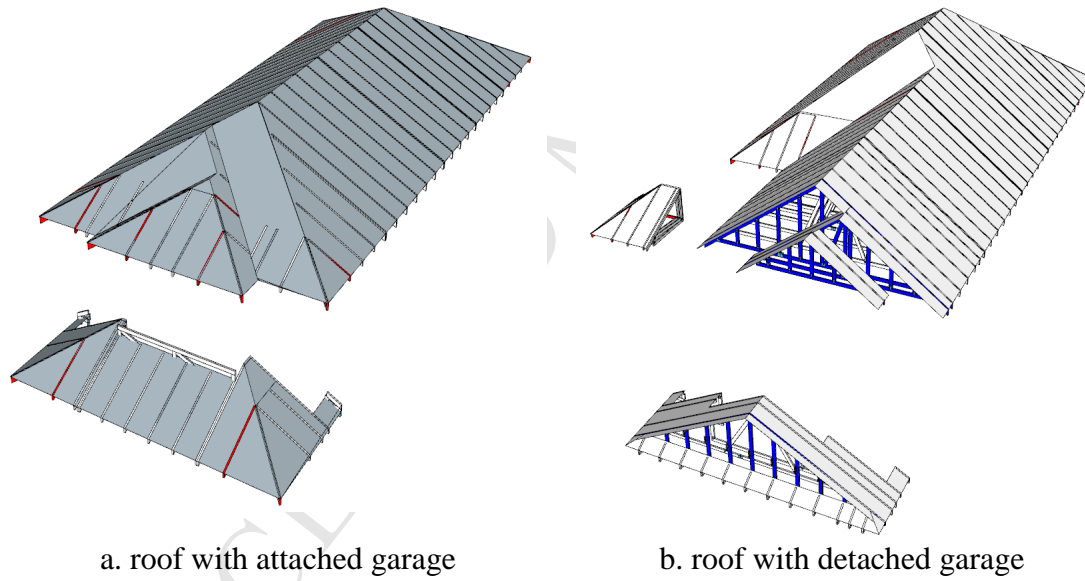 a. roof with attached garage
b. roof with detached garage